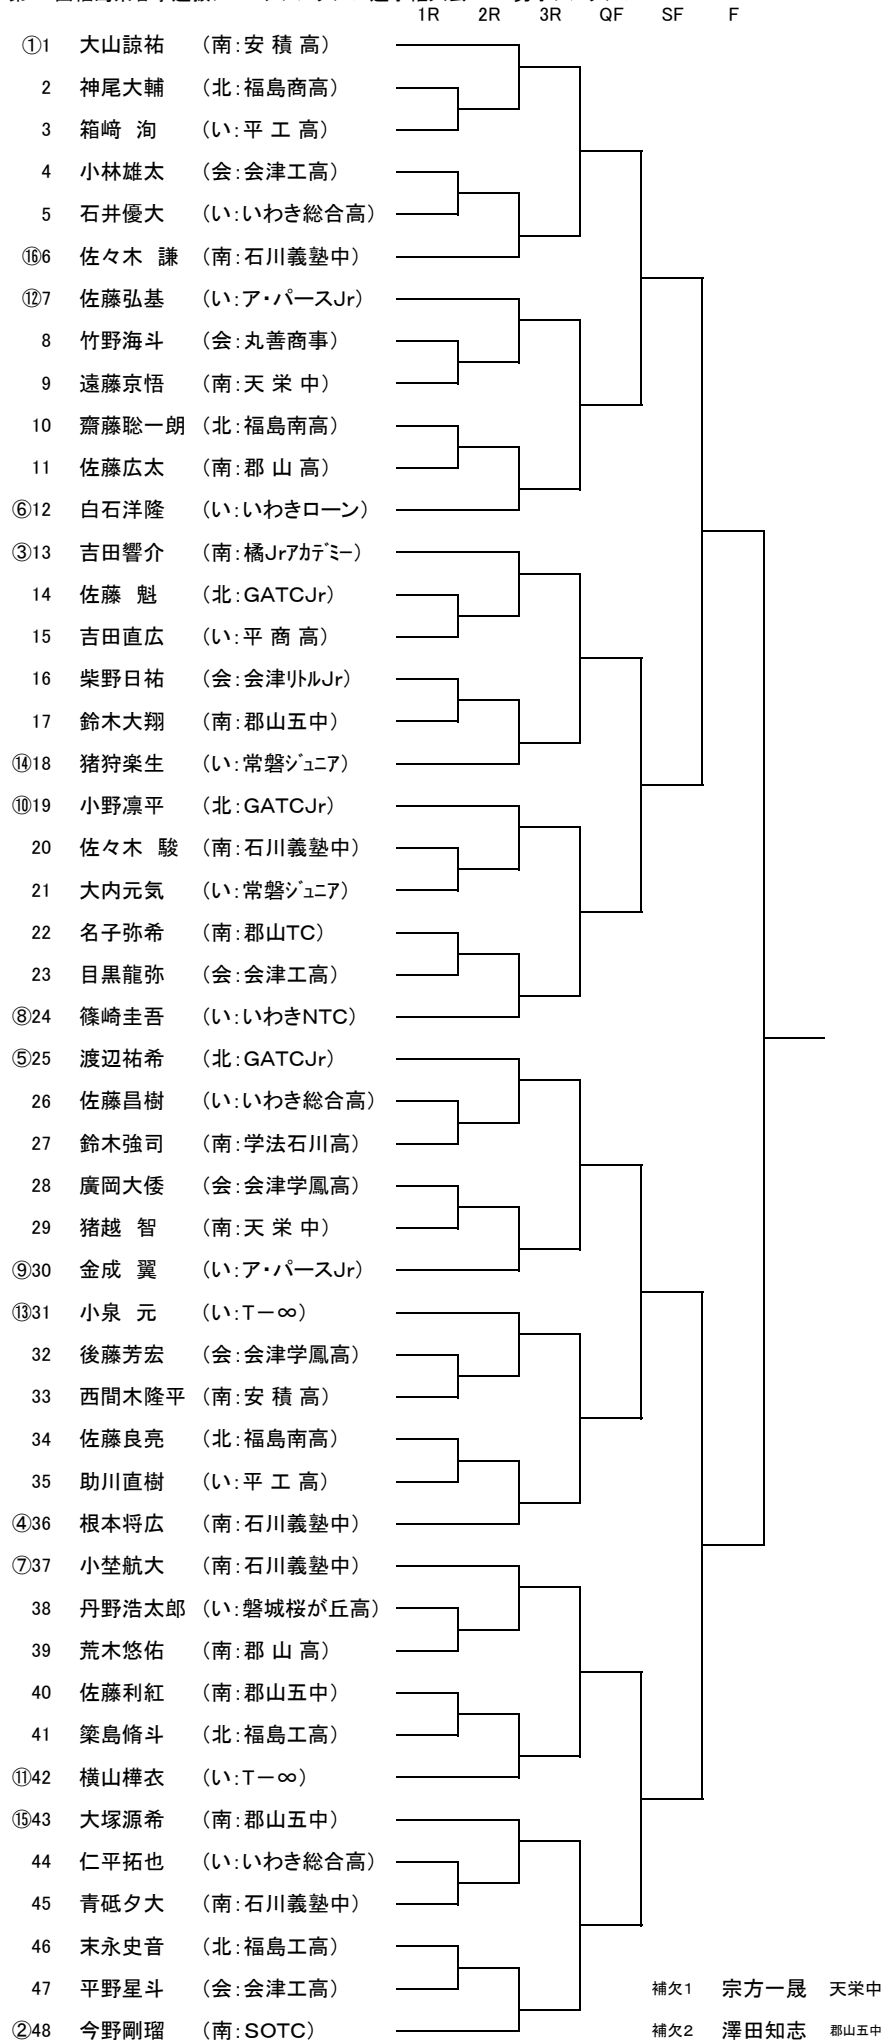 1R 2R 3R QF SF F
①1 大山諒祐 (南:安 積 高)
2 神尾大輔 (北:福島商高)
3 箱﨑 洵 (い:平 工 高)
4 小林雄太 (会:会津工高)
5 石井優大 (い:いわき総合高)
⑯6 佐々木 謙 (南:石川義塾中)
⑫7 佐藤弘基 (い:ア・パースJr)
8 竹野海斗 (会:丸善商事)
9 遠藤京悟 (南:天 栄 中)
10 齋藤聡一朗 (北:福島南高)
11 佐藤広太 (南:郡 山 高)
⑥12 白石洋隆 (い:いわきローン)
③13 吉田響介 (南:橘Jrアカデミー)
14 佐藤 魁 (北:GATCJr)
15 吉田直広 (い:平 商 高)
16 柴野日祐 (会:会津リトルJr)
17 鈴木大翔 (南:郡山五中)
⑭18 猪狩楽生 (い:常磐ジュニア)
⑩19 小野凛平 (北:GATCJr)
20 佐々木 駿 (南:石川義塾中)
21 大内元気 (い:常磐ジュニア)
22 名子弥希 (南:郡山TC)
23 目黒龍弥 (会:会津工高)
⑧24 篠崎圭吾 (い:いわきNTC)
⑤25 渡辺祐希 (北:GATCJr)
26 佐藤昌樹 (い:いわき総合高)
27 鈴木強司 (南:学法石川高)
28 廣岡大倭 (会:会津学鳳高)
29 猪越 智 (南:天 栄 中)
⑨30 金成 翼 (い:ア・パースJr)
⑬31 小泉 元 (い:T－∞)
32 後藤芳宏 (会:会津学鳳高)
33 西間木隆平 (南:安 積 高)
34 佐藤良亮 (北:福島南高)
35 助川直樹 (い:平 工 高)
④36 根本将広 (南:石川義塾中)
⑦37 小埜航大 (南:石川義塾中)
38 丹野浩太郎 (い:磐城桜が丘高)
39 荒木悠佑 (南:郡 山 高)
40 佐藤利紅 (南:郡山五中)
41 簗島脩斗 (北:福島工高)
⑪42 横山樺衣 (い:T－∞)
⑮43 大塚源希 (南:郡山五中)
44 仁平拓也 (い:いわき総合高)
45 青砥夕大 (南:石川義塾中)
46 末永史音 (北:福島工高)
47 平野星斗 (会:会津工高)
②48 今野剛瑠 (南:SOTC)
補欠1 宗方一晟 天栄中
補欠2 澤田知志 郡山五中